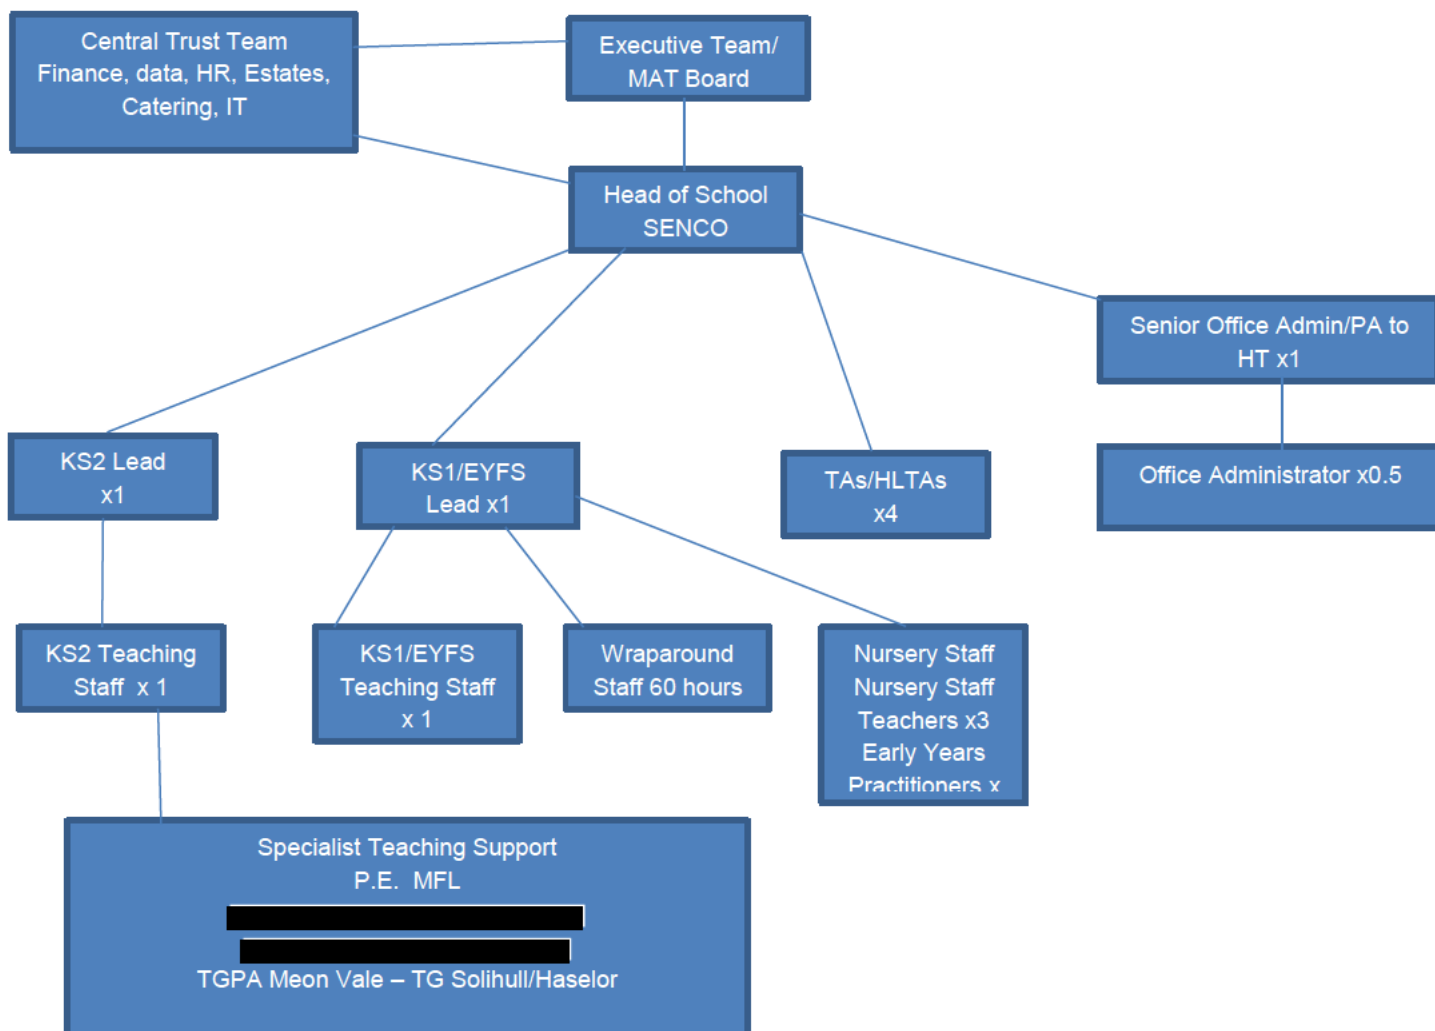 Central Trust Team
Finance, data, HR, Estates,
Catering, IT
Executive Team/
MAT Board
Head of School
SENCO
Senior Office Admin/PA to
HT x1
KS2 Lead
x1
KS1/EYFS
Lead x1
TAs/HLTAs
x4
Office Administrator x0.5
KS2 Teaching
Staff  x 1
KS1/EYFS
Teaching Staff
x 1
Wraparound
Staff 60 hours
Nursery Staff
Nursery Staff
Teachers x3
Early Years
Practitioners x
Specialist Teaching Support
P.E.  MFL
TGPA Meon Vale – TG Solihull/Haselor